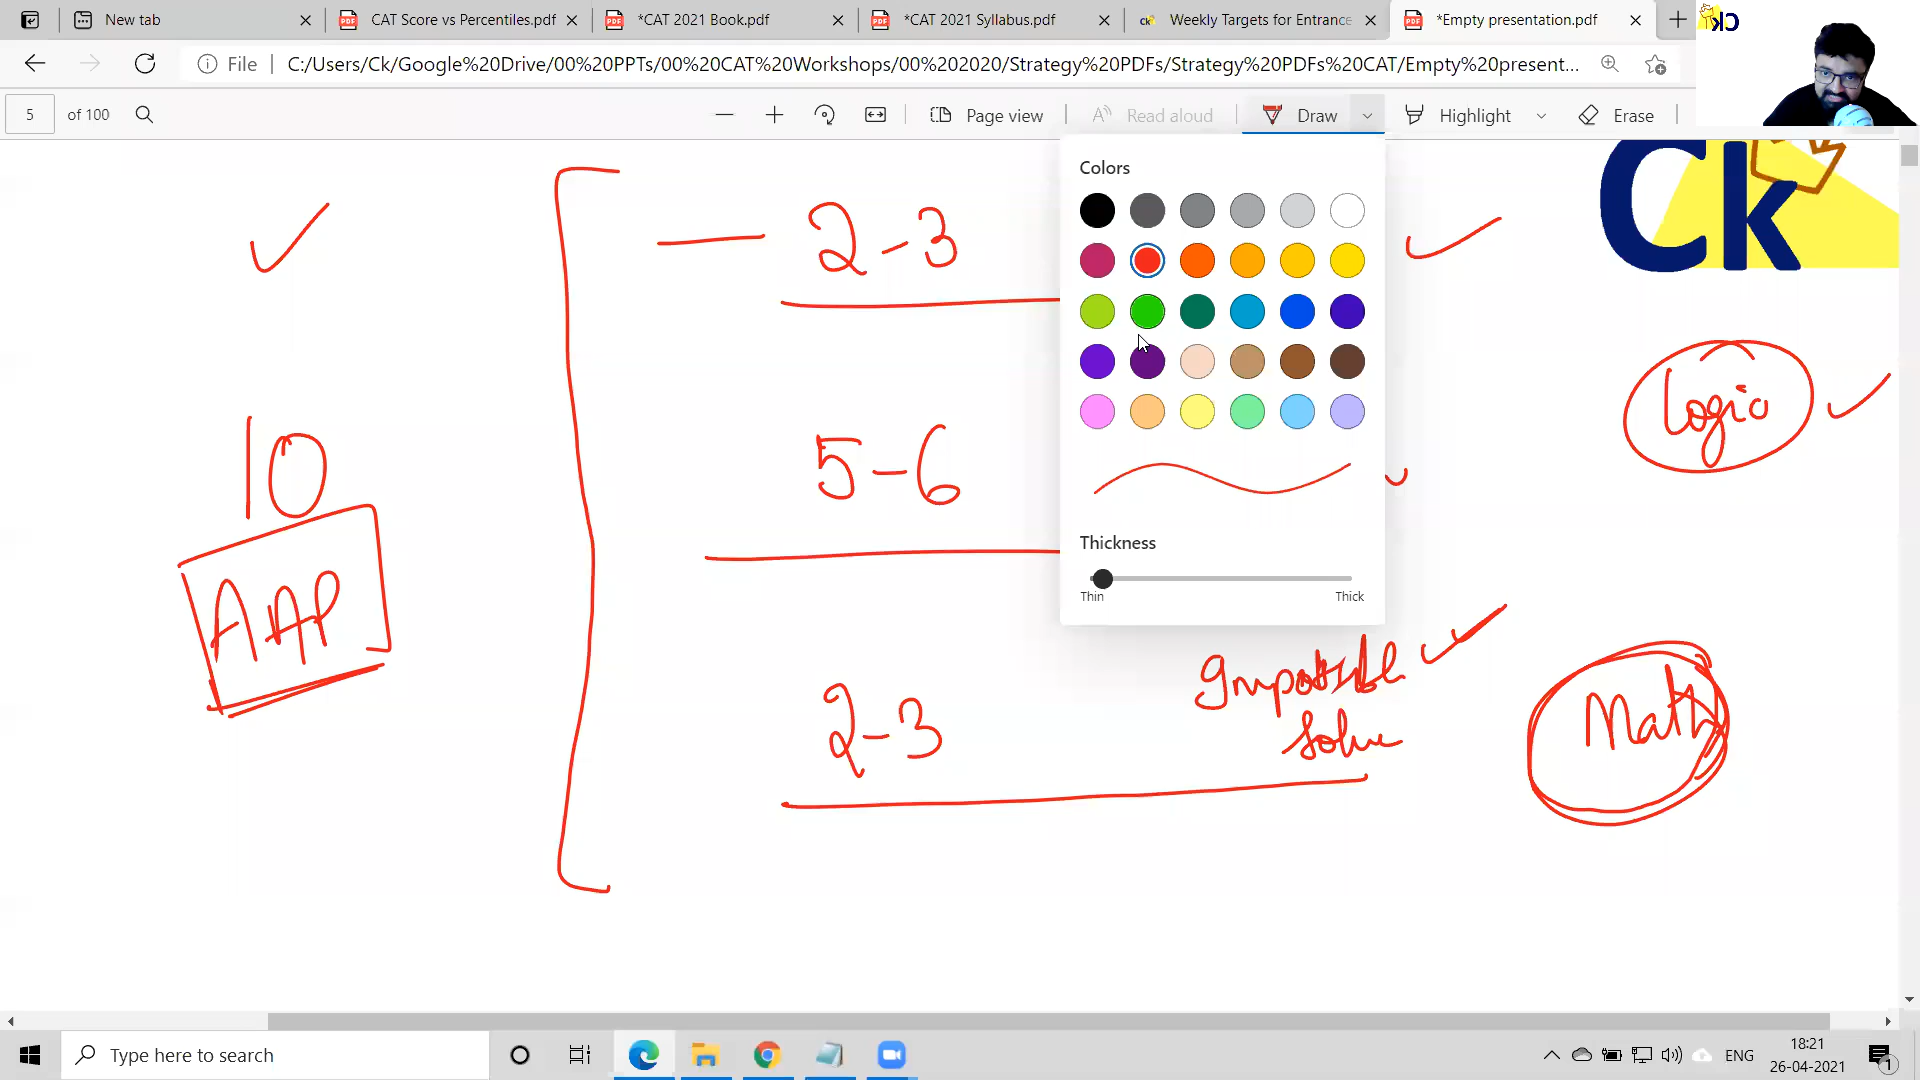 New tab
CAT Score vs Percentiles.pdf
*CAT 2021 Book.pdf
*CAT 2021 Syllabus.pdf
Weekly Targets for Entrance
*Empty presentation.pdf
File
C:/Users/Ck/Google%20Drive/00%20PPTs/00%20CAT%20Workshops/00%202020/Strategy%20PDFs/Strategy%20PDFs%20CAT/Empty%20present...
5 of 100
Page view
Read aloud
Draw
Highlight
Erase
Colors
Thickness
Thin
Thick
Ck
2-3
Logic
10
5-6
AAP
Impossible
Solve
Math
2-3
Type here to search
ENG
18:21
26-04-2021
1